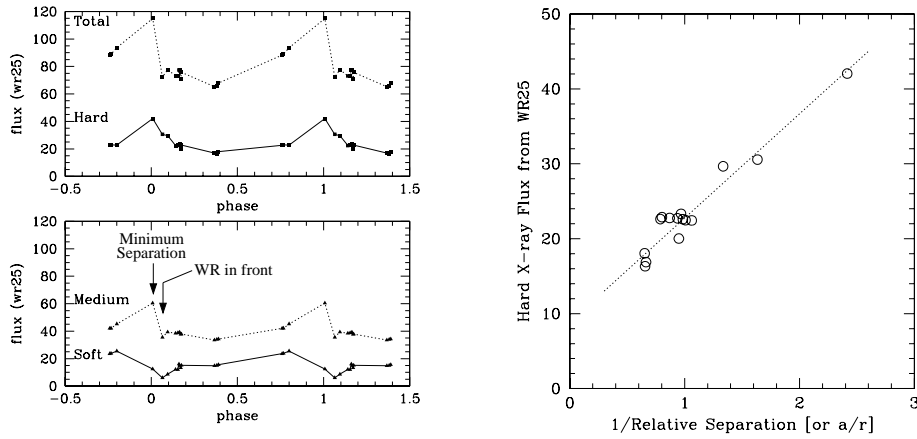 120
100
80
60
40
20
0
flux (wr25)
Total
Hard
-0.5
0
0.5
1
1.5
phase
120
100
80
60
40
20
0
flux (wr25)
Minimum
Separation
WR in front
Medium
Soft
-0.5
0
0.5
1
1.5
phase
50
40
30
20
10
0
Hard X-ray Flux from WR25
0
1
2
3
1/Relative Separation [or a/r]